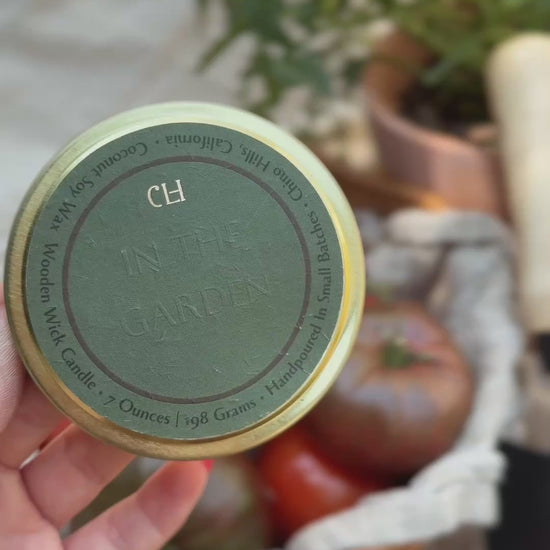 CH
IN THE
GARDEN
Coconut Soy Wax · Wooden Wick Candle · 7 Ounces | 198 Grams · Handpoured In Small Batches · Chino Hills, California ·